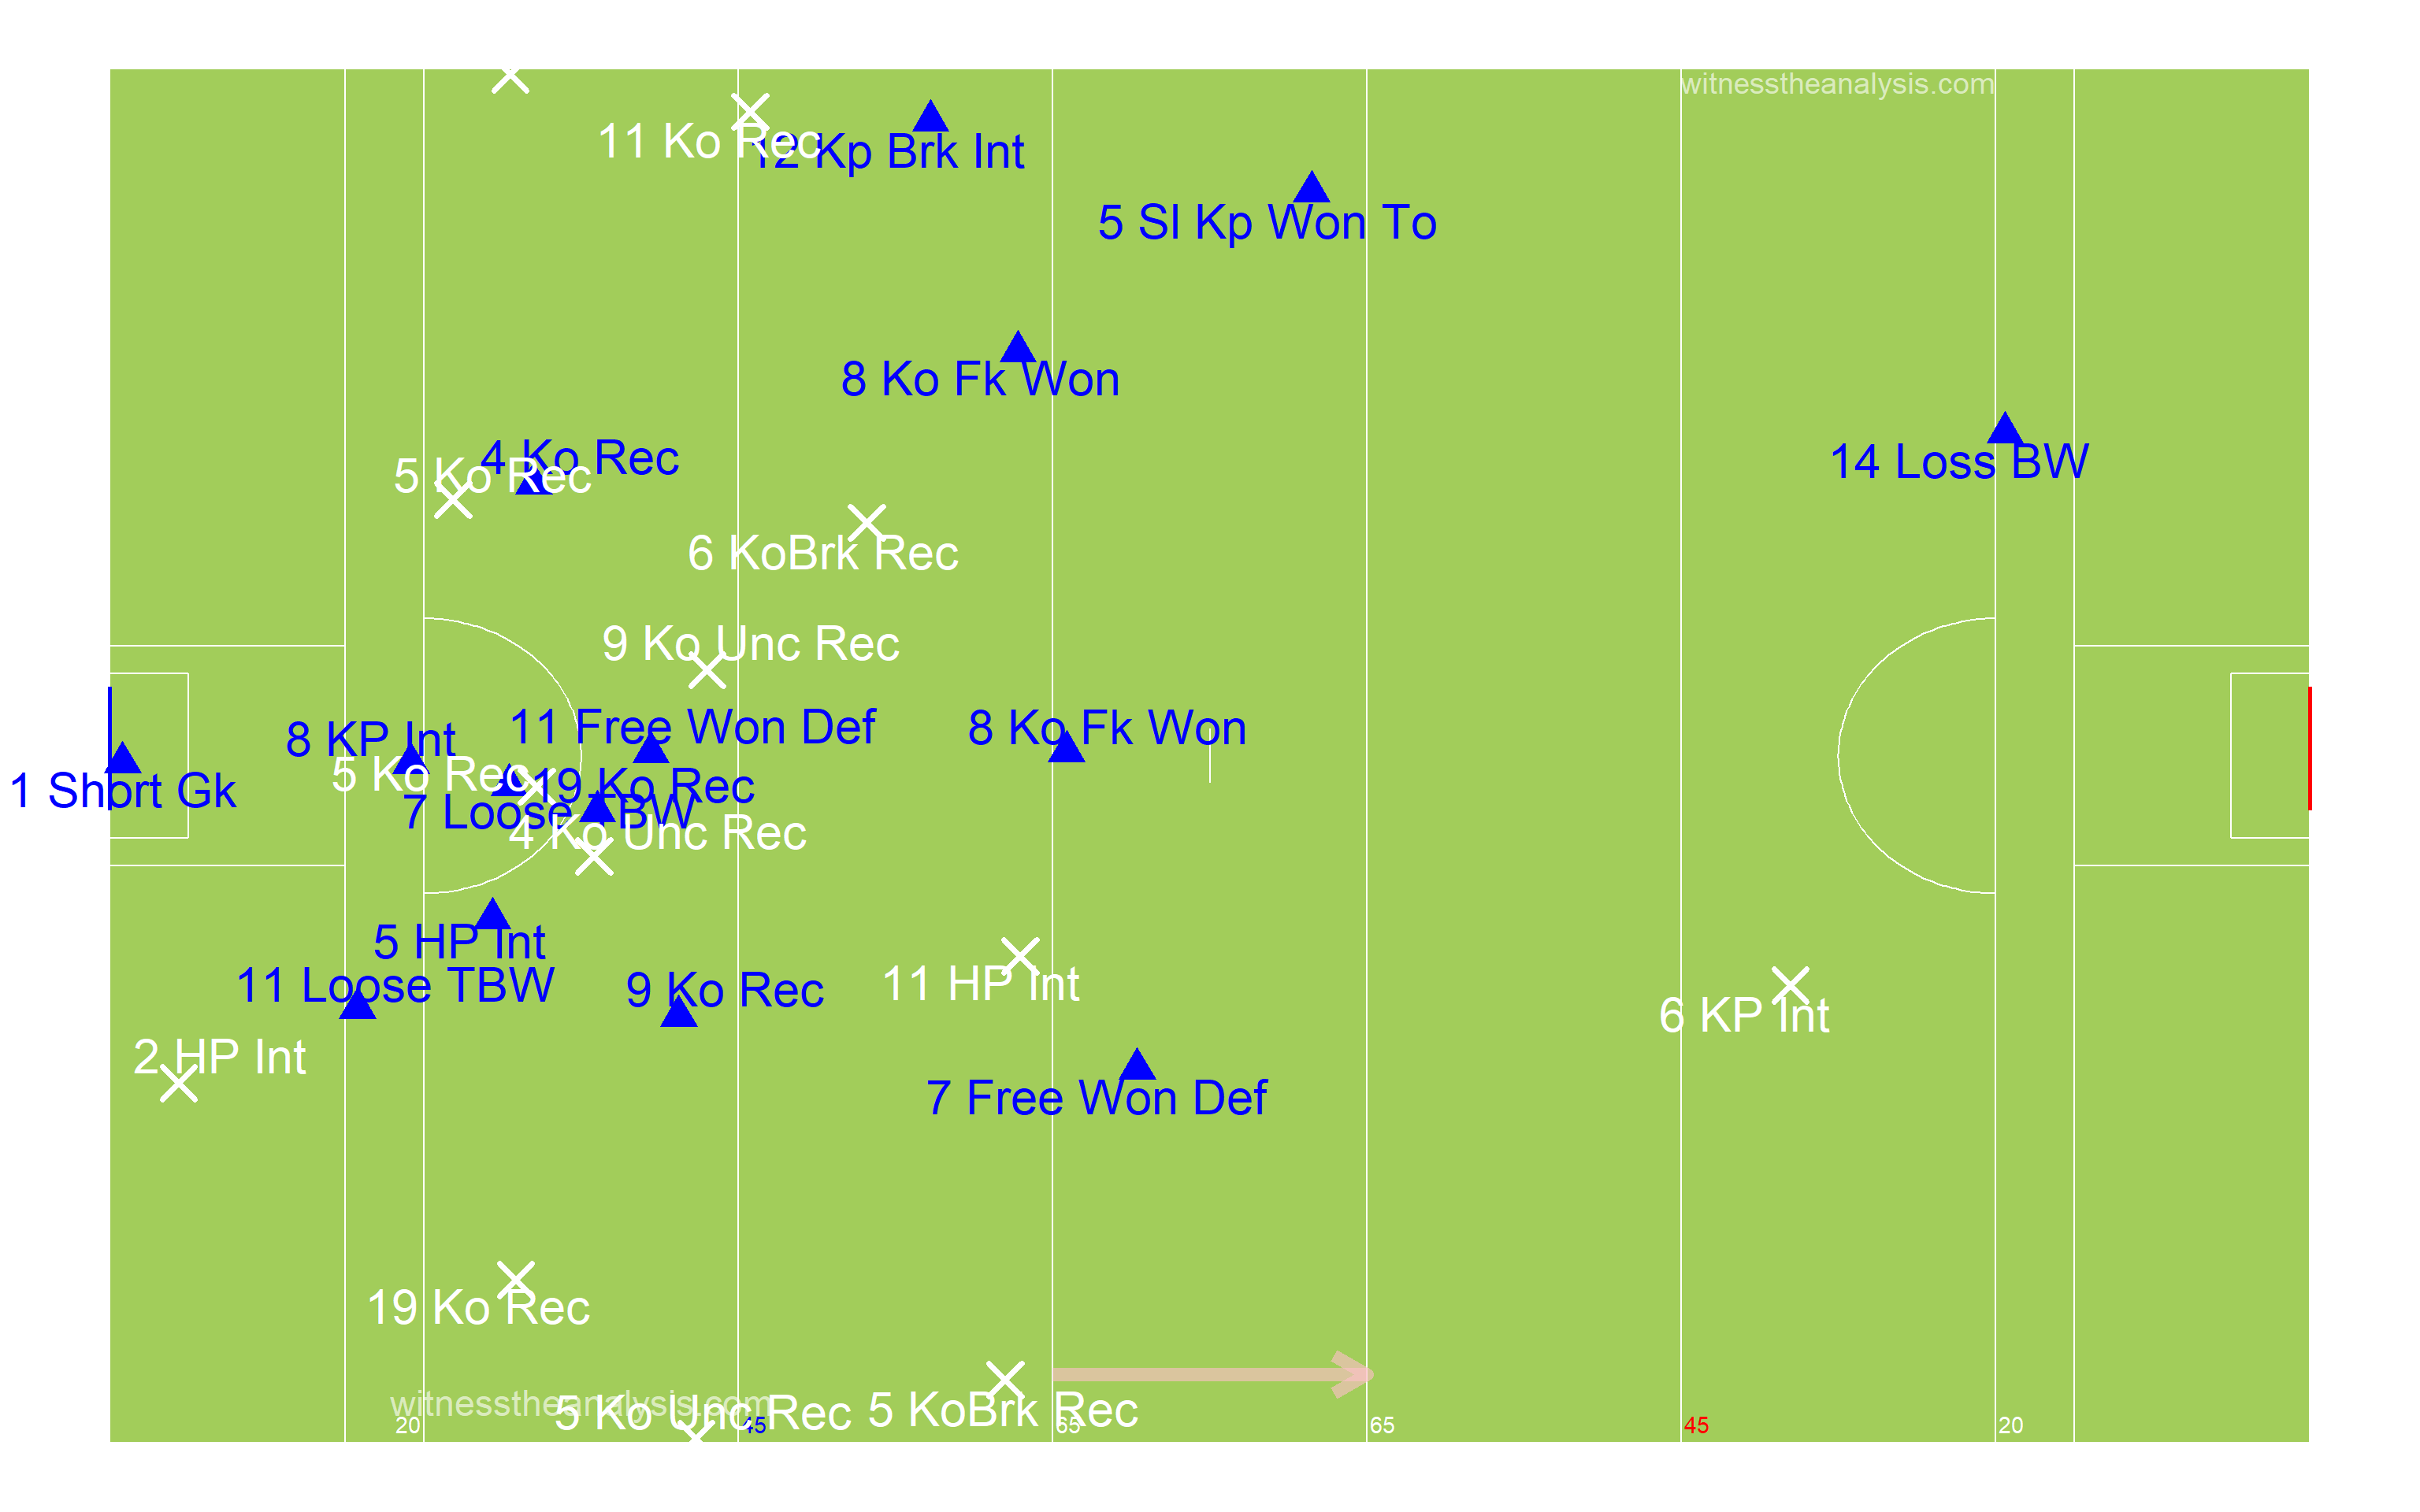 witnesstheanalysis.com
11 Ko Rec
12 Kp Brk Int
5 Sl Kp Won To
8 Ko Fk Won
4 Ko Rec
14 Loss BW
5 Ko Rec
6 KoBrk Rec
9 Ko Unc Rec
11 Free Won Def
8 Ko Fk Won
8 KP Int
5 Ko Rec
19 Ko Rec
1 Short Gk
7 Loose TBW
4 Ko Unc Rec
5 HP Int
11 Loose TBW
11 HP Int
9 Ko Rec
6 KP Int
2 HP Int
7 Free Won Def
19 Ko Rec
witnesstheanalysis.com
5 KoBrk Rec
5 Ko Unc Rec
20
45
65
65
45
20